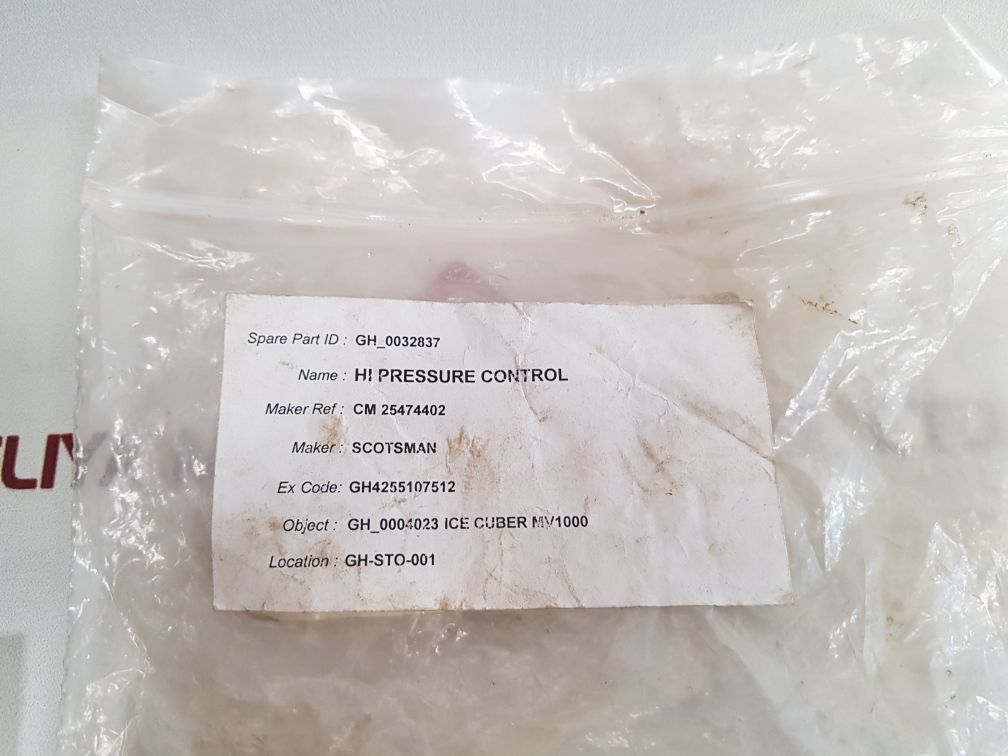 Spare Part ID : GH_0032837
Name : HI PRESSURE CONTROL
Maker Ref : CM 25474402
Maker : SCOTSMAN
Ex Code: GH4255107512
Object : GH_0004023 ICE CUBER MV1000
Location : GH-STO-001